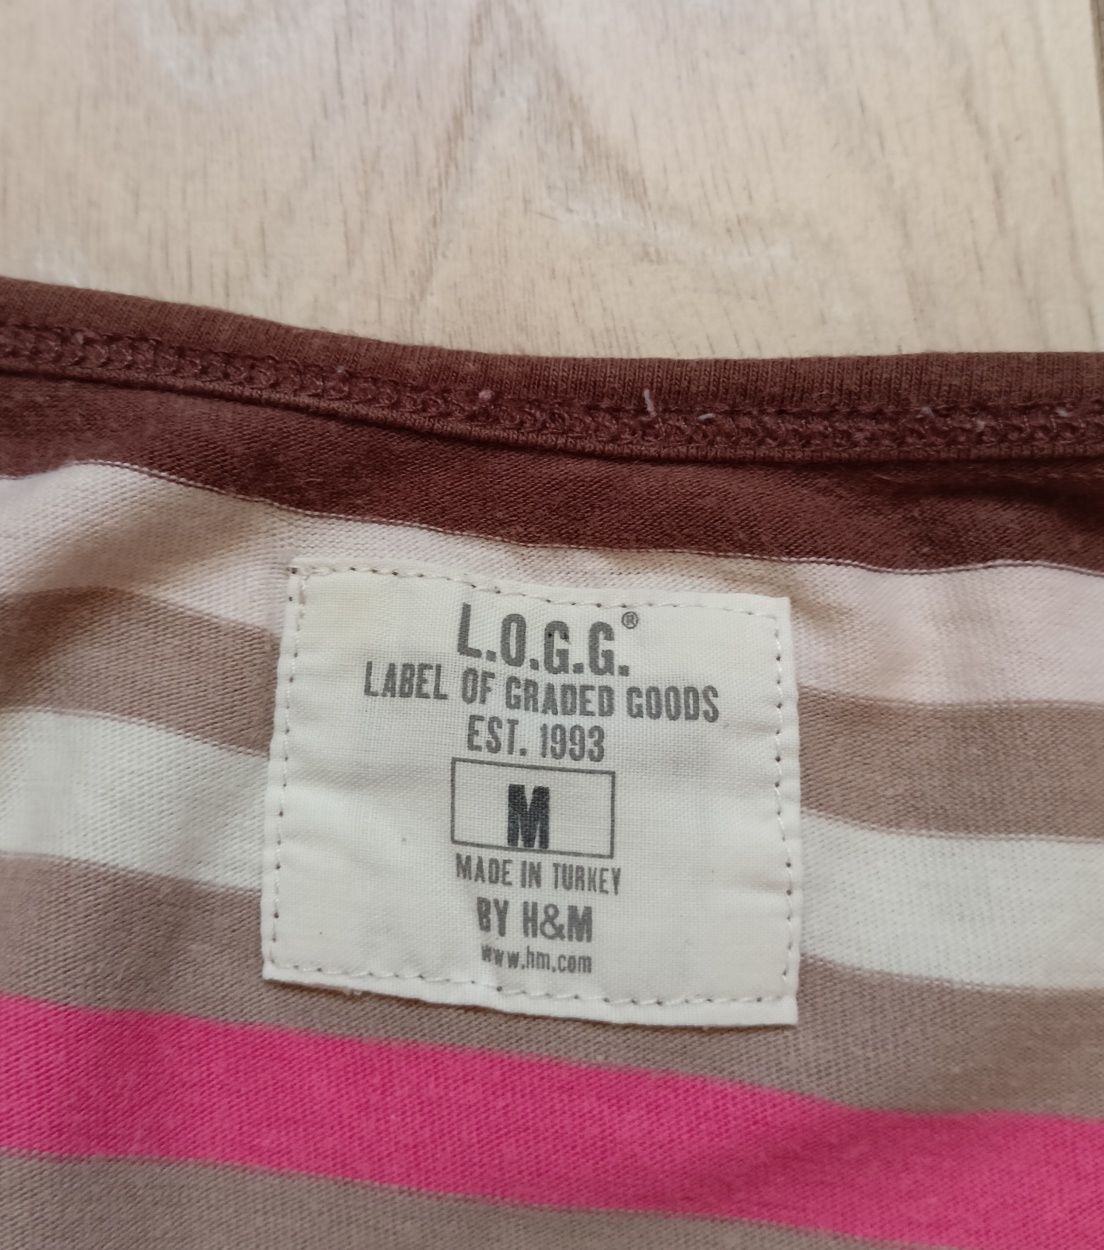 L.O.G.G.®
LABEL OF GRADED GOODS
EST. 1993
M
MADE IN TURKEY
BY H&M
www.hm.com